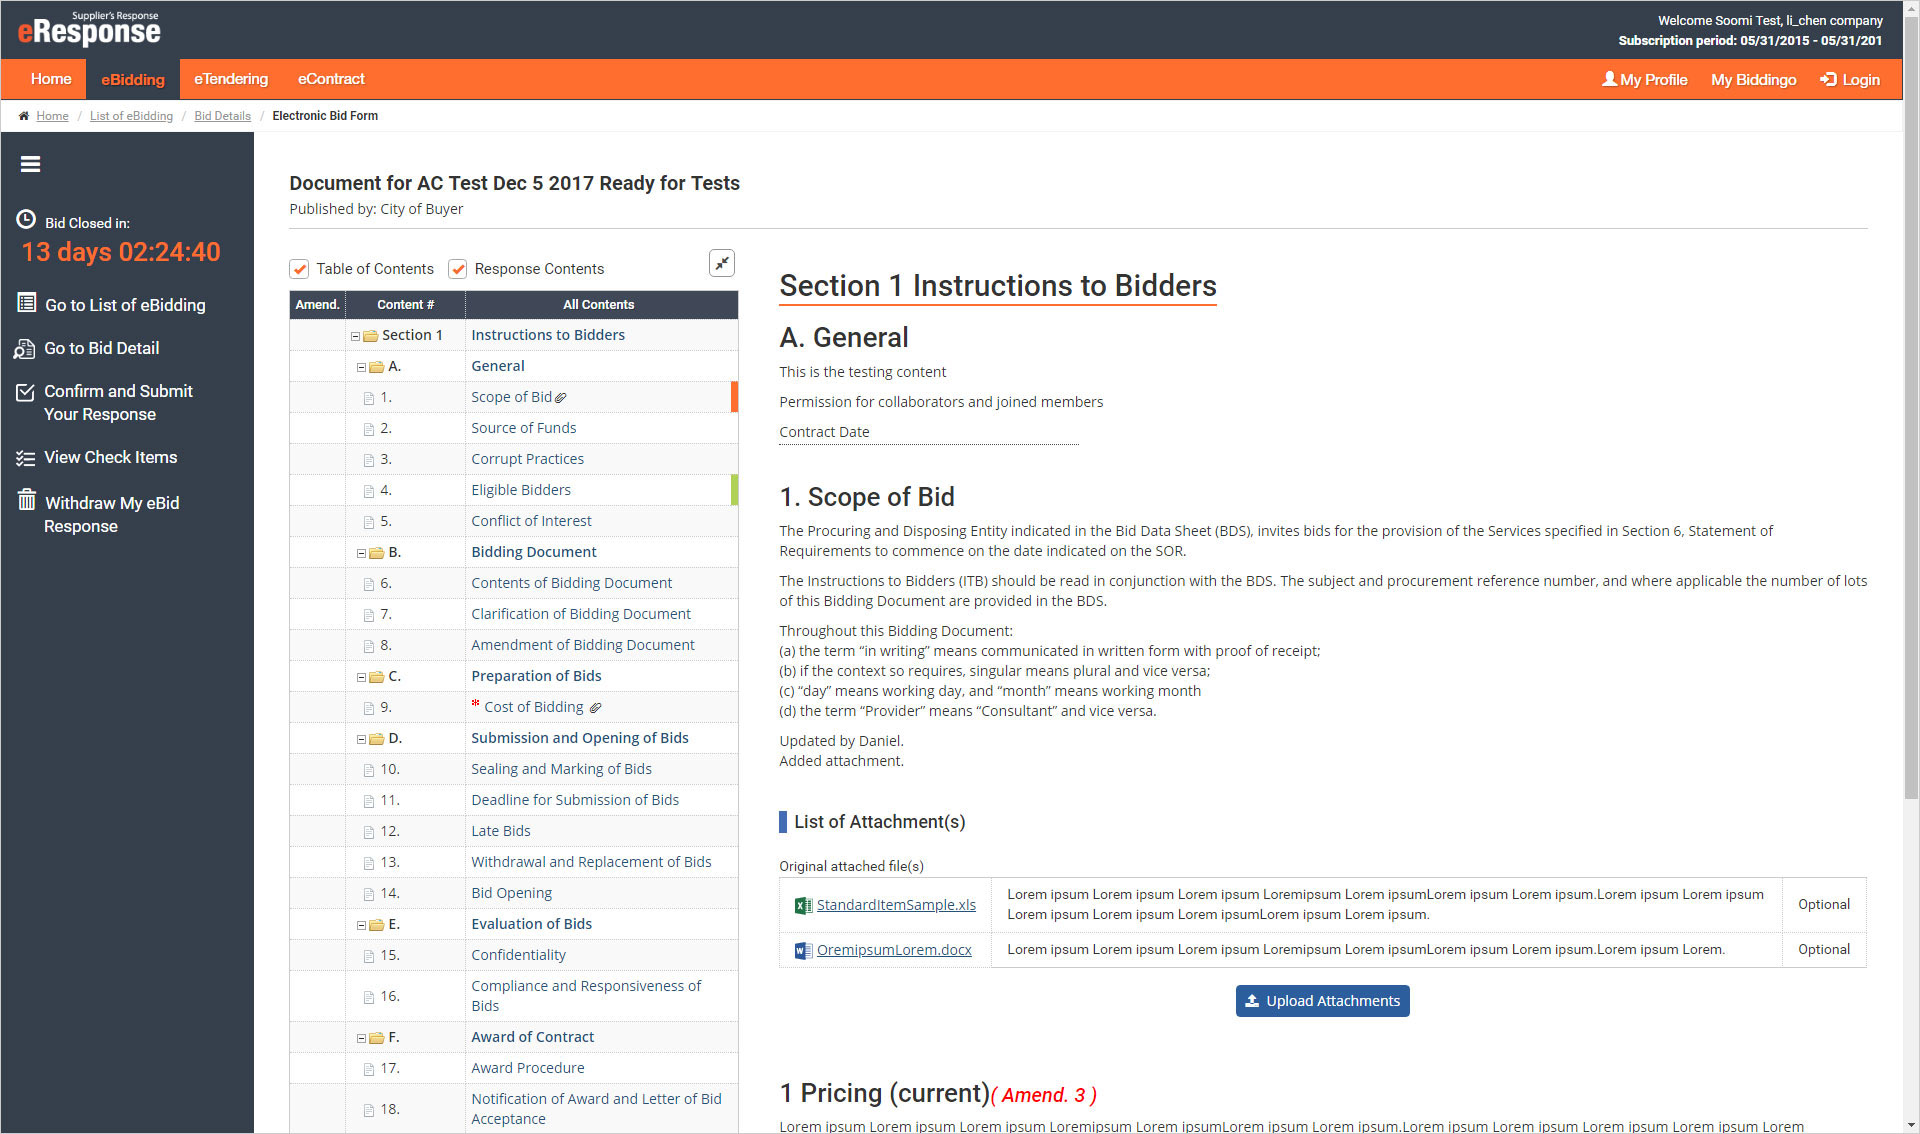 Supplier's Response
eResponse
Welcome Soomi Test, li_chen company
Subscription period: 05/31/2015 - 05/31/201
Home
eBidding
eTendering
eContract
My Profile
My Biddingo
Login
Home / List of eBidding / Bid Details / Electronic Bid Form
Bid Closed in:
13 days 02:24:40
Go to List of eBidding
Go to Bid Detail
Confirm and Submit
Your Response
View Check Items
Withdraw My eBid
Response
Document for AC Test Dec 5 2017 Ready for Tests
Published by: City of Buyer
Table of Contents
Response Contents
Amend. Content # All Contents
Section 1 Instructions to Bidders
A. General
1. Scope of Bid
2. Source of Funds
3. Corrupt Practices
4. Eligible Bidders
5. Conflict of Interest
B. Bidding Document
6. Contents of Bidding Document
7. Clarification of Bidding Document
8. Amendment of Bidding Document
C. Preparation of Bids
9. * Cost of Bidding
D. Submission and Opening of Bids
10. Sealing and Marking of Bids
11. Deadline for Submission of Bids
12. Late Bids
13. Withdrawal and Replacement of Bids
14. Bid Opening
E. Evaluation of Bids
15. Confidentiality
16. Compliance and Responsiveness of
Bids
F. Award of Contract
17. Award Procedure
18. Notification of Award and Letter of Bid
Acceptance
Section 1 Instructions to Bidders
A. General
This is the testing content
Permission for collaborators and joined members
Contract Date
1. Scope of Bid
The Procuring and Disposing Entity indicated in the Bid Data Sheet (BDS), invites bids for the provision of the Services specified in Section 6, Statement of
Requirements to commence on the date indicated on the SOR.
The Instructions to Bidders (ITB) should be read in conjunction with the BDS. The subject and procurement reference number, and where applicable the number of lots
of this Bidding Document are provided in the BDS.
Throughout this Bidding Document:
(a) the term “in writing” means communicated in written form with proof of receipt;
(b) if the context so requires, singular means plural and vice versa;
(c) “day” means working day, and “month” means working month
(d) the term “Provider” means “Consultant” and vice versa.
Updated by Daniel.
Added attachment.
List of Attachment(s)
Original attached file(s)
StandardItemSample.xls
Lorem ipsum Lorem ipsum Lorem ipsum Loremipsum Lorem ipsumLorem ipsum Lorem ipsum.Lorem ipsum Lorem ipsum
Lorem ipsum Lorem ipsum Lorem ipsumLorem ipsum Lorem ipsum.
Optional
OremipsumLorem.docx
Lorem ipsum Lorem ipsum Lorem ipsum Loremipsum Lorem ipsumLorem ipsum Lorem ipsum.Lorem ipsum Lorem.
Optional
Upload Attachments
1 Pricing (current)( Amend. 3 )
Lorem ipsum Lorem ipsum Lorem ipsum Loremipsum Lorem ipsumLorem ipsum Lorem ipsum.Lorem ipsum Lorem ipsum Lorem ipsum Lorem ipsum Lorem